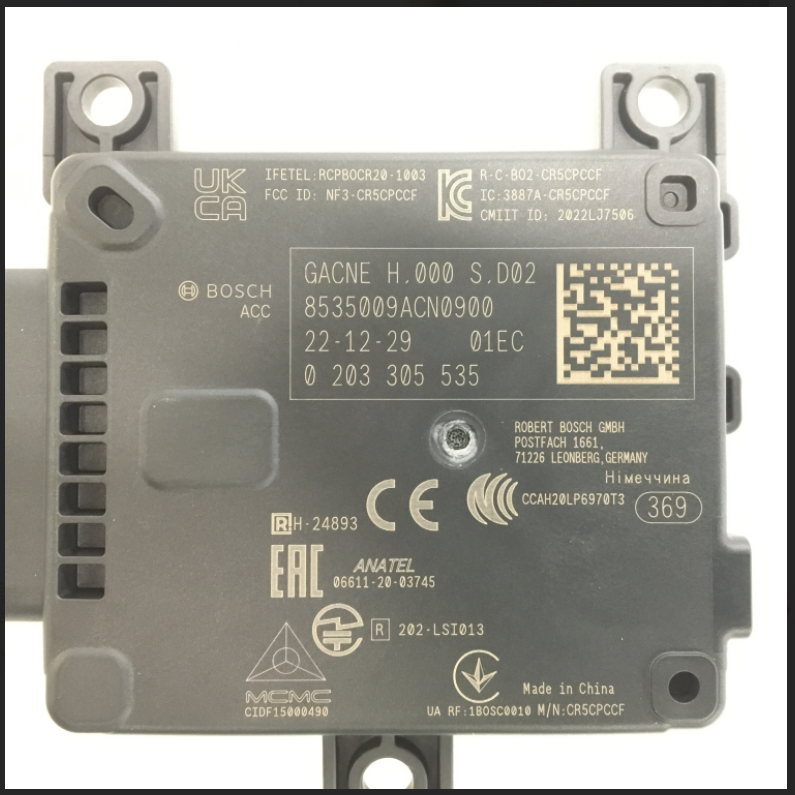 UK
CA
IFETEL:RCPBOCR20-1003
FCC ID: NF3-CR5CPCCF
R-C-BO2-CR5CPCCF
IC:3887A-CR5CPCCF
CMIIT ID: 2022LJ7506
BOSCH
ACC
GACNE H.000 S.D02
8535009ACN0900
22-12-29 01EC
0 203 305 535
ROBERT BOSCH GMBH
POSTFACH 1661,
71226 LEONBERG,GERMANY
Німеччина
CE
CCAH20LP6970T3
369
R H-24893
EAC
ANATEL
06611-20-03745
R 202-LSI013
MCMC
CIDF15000490
Made in China
UA RF:1BOSC0010 M/N:CR5CPCCF